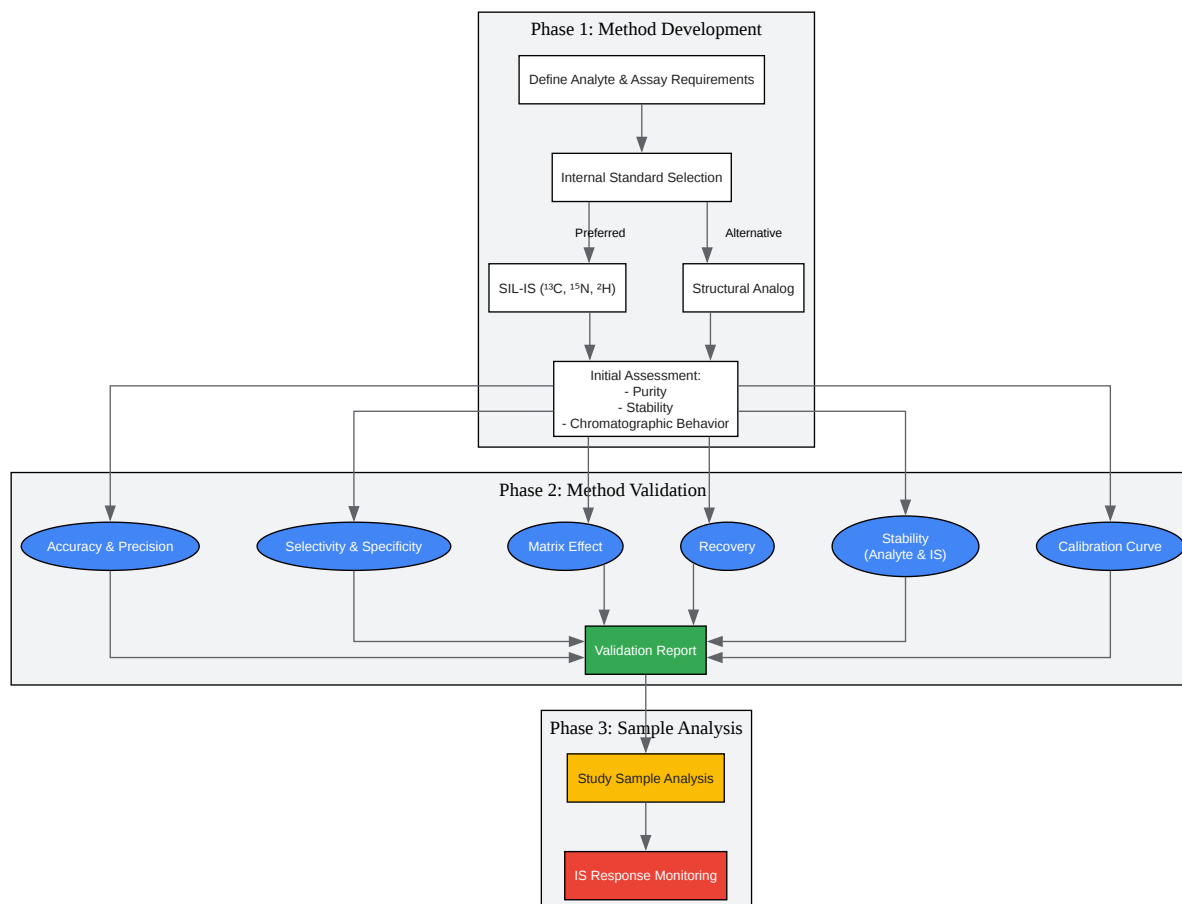 Phase 1: Method Development
Define Analyte & Assay Requirements
Internal Standard Selection
Preferred
Alternative
SIL-IS (¹³C, ¹⁵N, ²H)
Structural Analog
Initial Assessment:
- Purity
- Stability
- Chromatographic Behavior
Phase 2: Method Validation
Accuracy & Precision
Selectivity & Specificity
Matrix Effect
Recovery
Stability
(Analyte & IS)
Calibration Curve
Validation Report
Phase 3: Sample Analysis
Study Sample Analysis
IS Response Monitoring